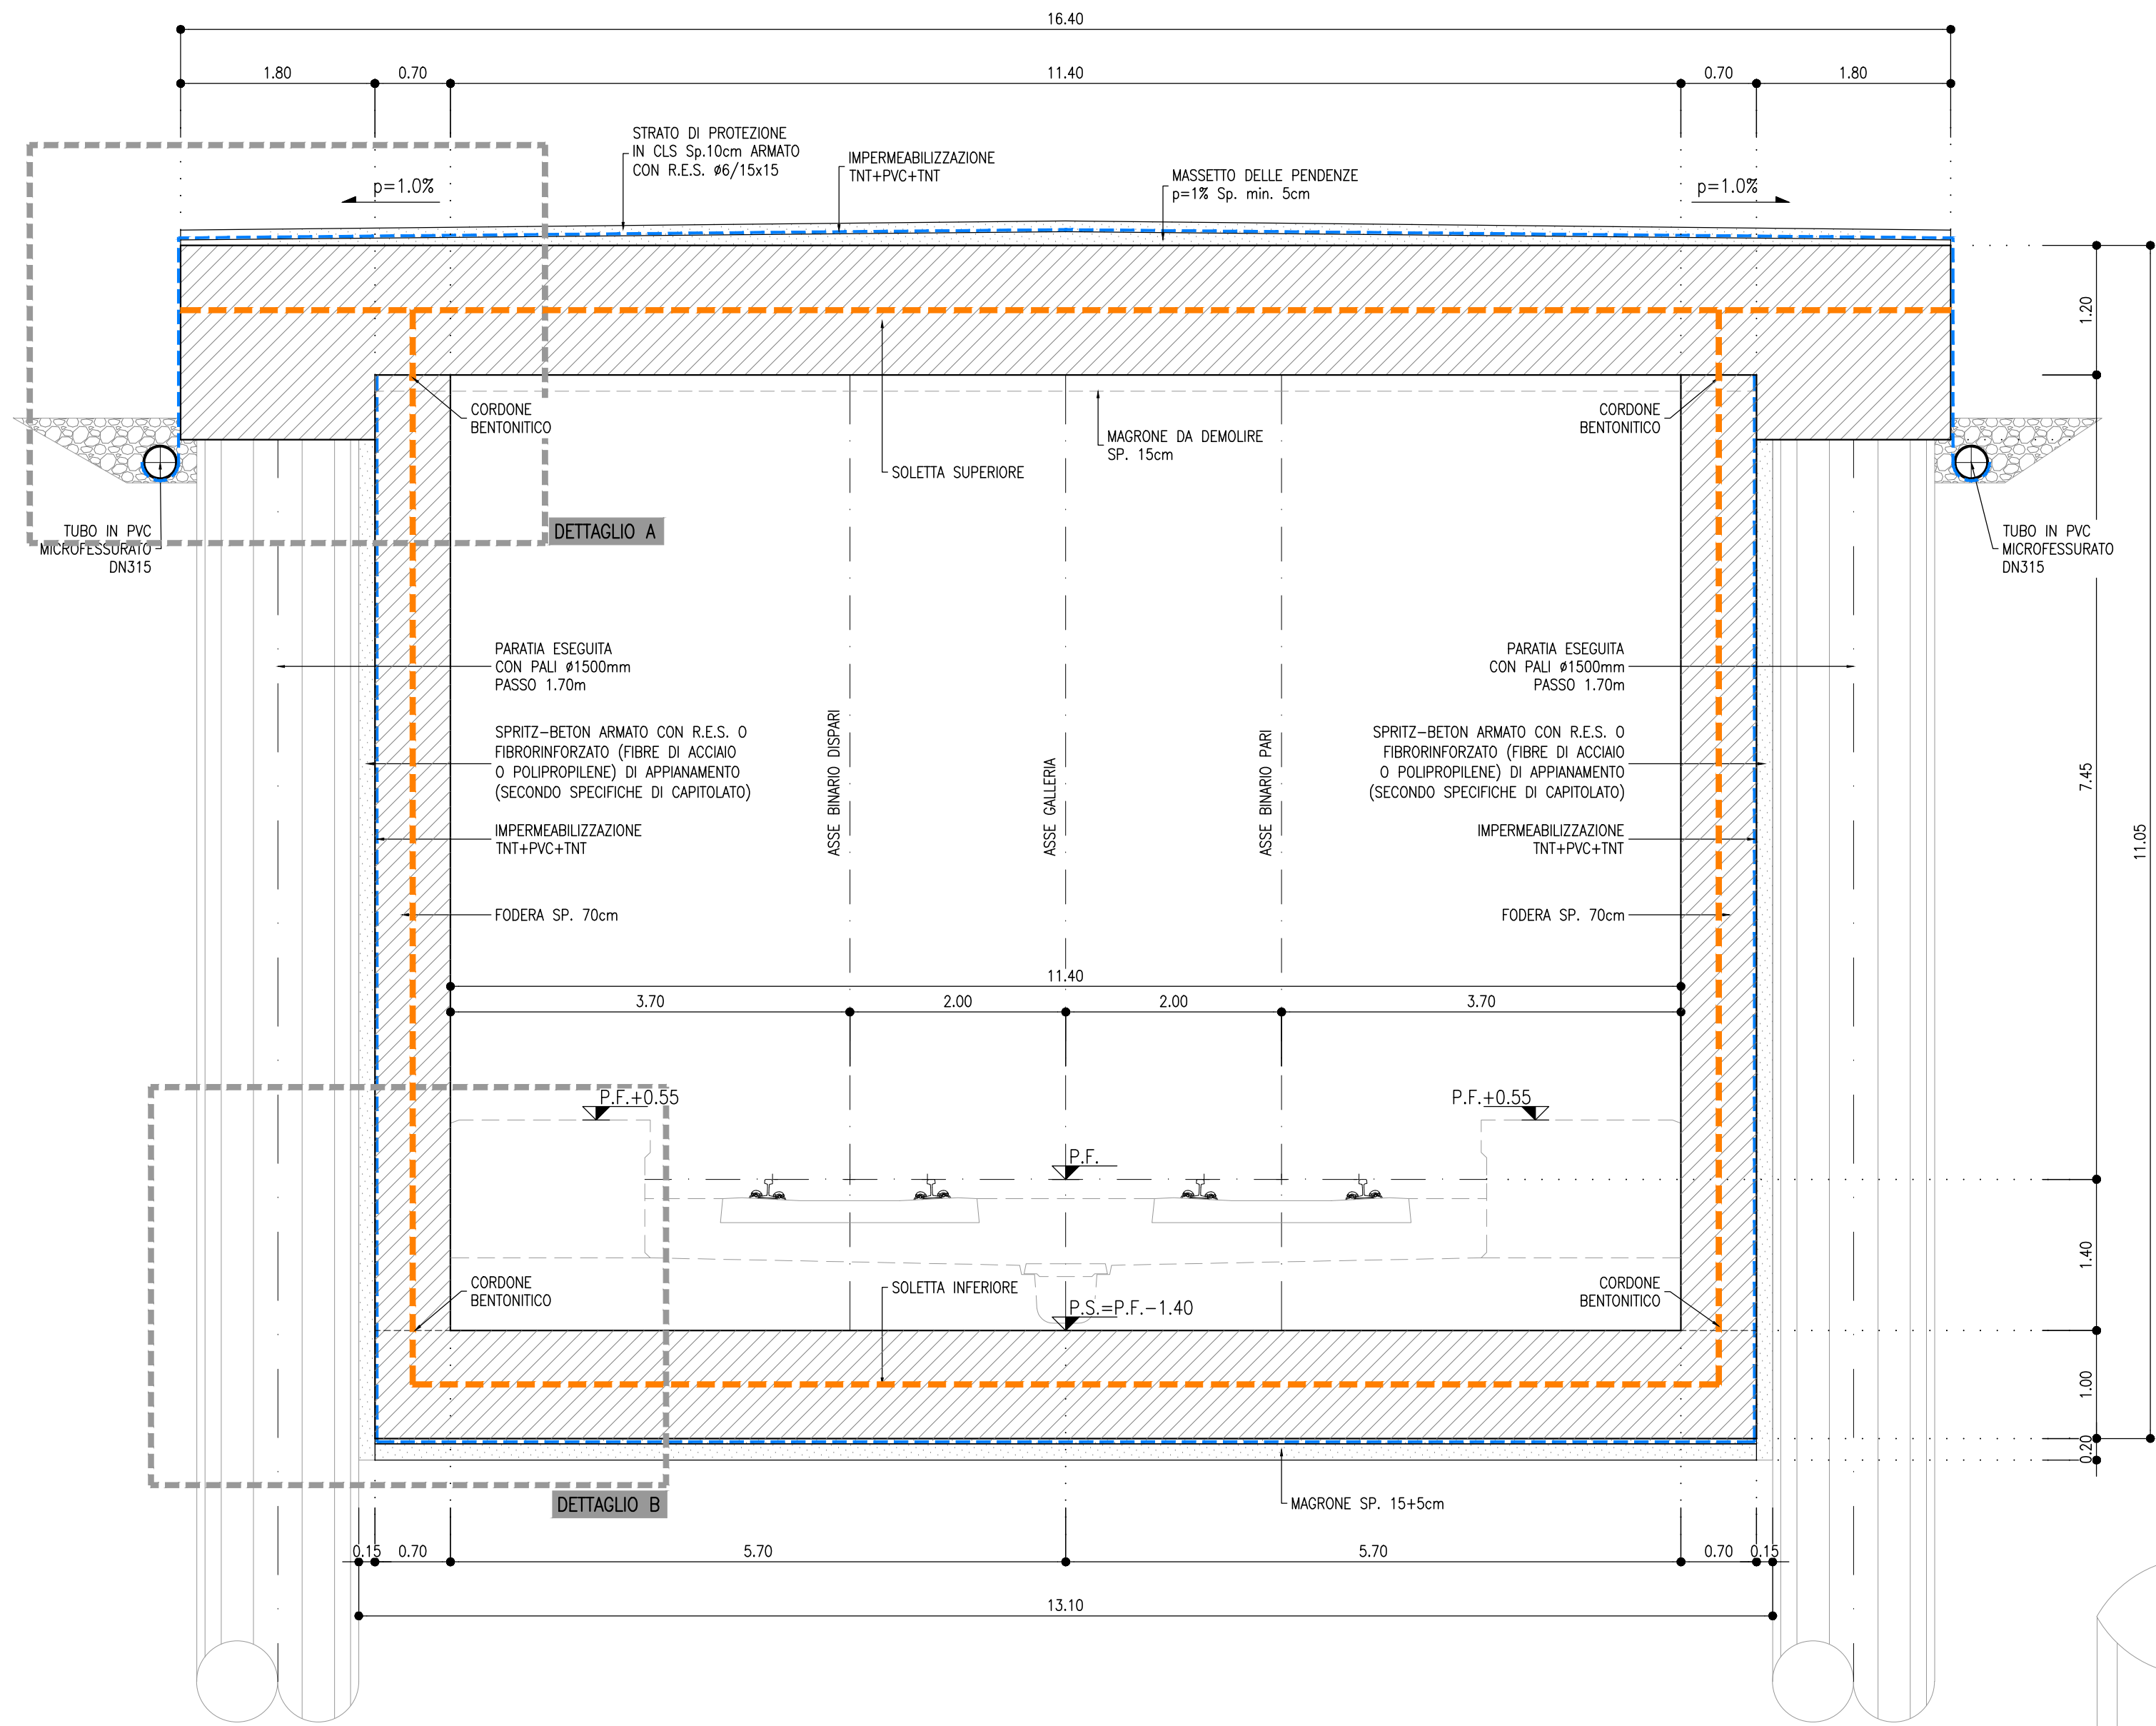 16.40
1.80
0.70
11.40
0.70
1.80
STRATO DI PROTEZIONE
IN CLS Sp.10cm ARMATO
CON R.E.S. ø6/15x15
IMPERMEABILIZZAZIONE
TNT+PVC+TNT
MASSETTO DELLE PENDENZE
p=1% Sp. min. 5cm
p=1.0%
p=1.0%
1.20
CORDONE
BENTONITICO
CORDONE
BENTONITICO
MAGRONE DA DEMOLIRE
SP. 15cm
SOLETTA SUPERIORE
DETTAGLIO A
TUBO IN PVC
MICROFESSURATO
DN315
TUBO IN PVC
MICROFESSURATO
DN315
PARATIA ESEGUITA
CON PALI ø1500mm
PASSO 1.70m
PARATIA ESEGUITA
CON PALI ø1500mm
PASSO 1.70m
SPRITZ-BETON ARMATO CON R.E.S. O
FIBRORINFORZATO (FIBRE DI ACCIAIO
O POLIPROPILENE) DI APPIANAMENTO
(SECONDO SPECIFICHE DI CAPITOLATO)
ASSE BINARIO DISPARI
ASSE GALLERIA
ASSE BINARIO PARI
SPRITZ-BETON ARMATO CON R.E.S. O
FIBRORINFORZATO (FIBRE DI ACCIAIO
O POLIPROPILENE) DI APPIANAMENTO
(SECONDO SPECIFICHE DI CAPITOLATO)
7.45
11.05
IMPERMEABILIZZAZIONE
TNT+PVC+TNT
IMPERMEABILIZZAZIONE
TNT+PVC+TNT
FODERA SP. 70cm
FODERA SP. 70cm
11.40
3.70
2.00
2.00
3.70
P.F.+0.55
P.F.+0.55
P.F.
1.40
CORDONE
BENTONITICO
SOLETTA INFERIORE
P.S.=P.F.-1.40
CORDONE
BENTONITICO
1.00
0.20
DETTAGLIO B
MAGRONE SP. 15+5cm
0.15
0.70
5.70
5.70
0.70
0.15
13.10